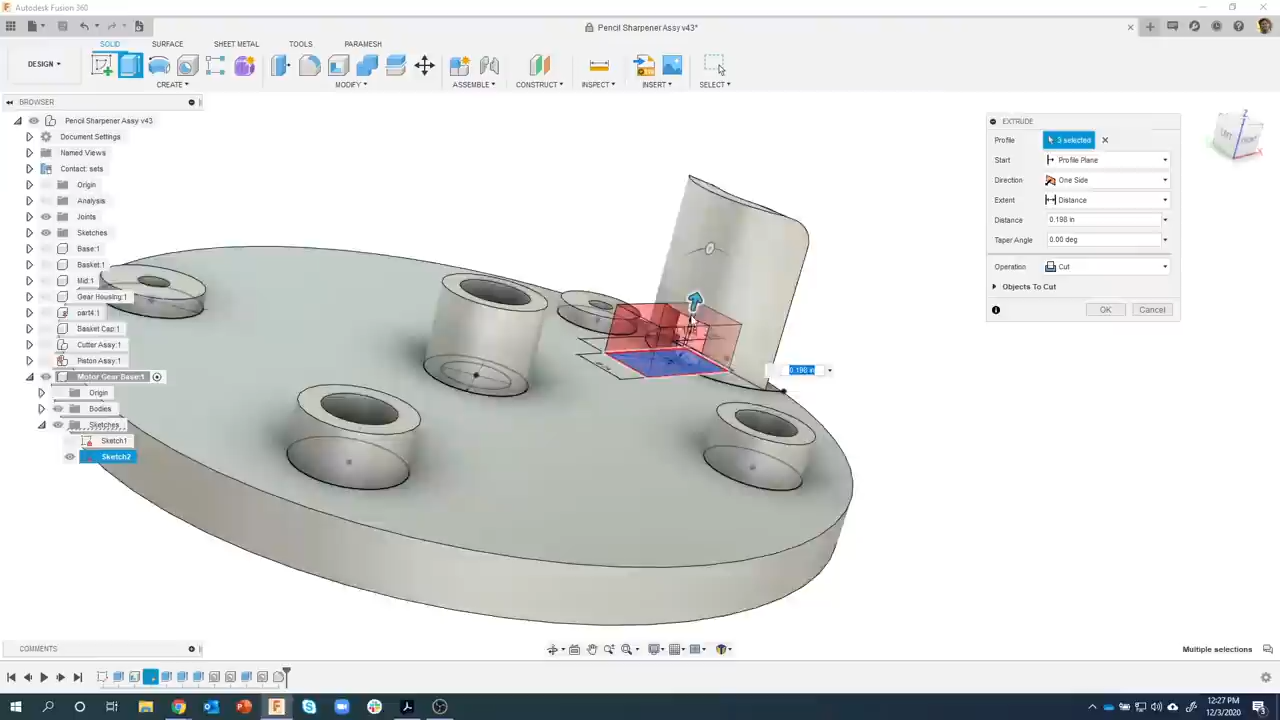 Autodesk Fusion 360
Pencil Sharpener Assy v43*
DESIGN
SOLID SURFACE SHEET METAL TOOLS PARAMESH
CREATE MODIFY ASSEMBLE CONSTRUCT INSPECT INSERT SELECT
BROWSER
Pencil Sharpener Assy v43
Document Settings
Named Views
Contact: sets
Origin
Analysis
Joints
Sketches
Base:1
Basket:1
Mid:1
Gear Housing:1
part4:1
Basket Cap:1
Cutter Assy:1
Piston Assy:1
Motor Gear Base:1
Origin
Bodies
Sketches
Sketch1
Sketch2
EXTRUDE
Profile 3 selected
Start Profile Plane
Direction One Side
Extent Distance
Distance 0.198 in
Taper Angle 0.00 deg
Operation Cut
Objects To Cut
OK Cancel
0.198 in
COMMENTS
Multiple selections
12:27 PM
12/3/2020